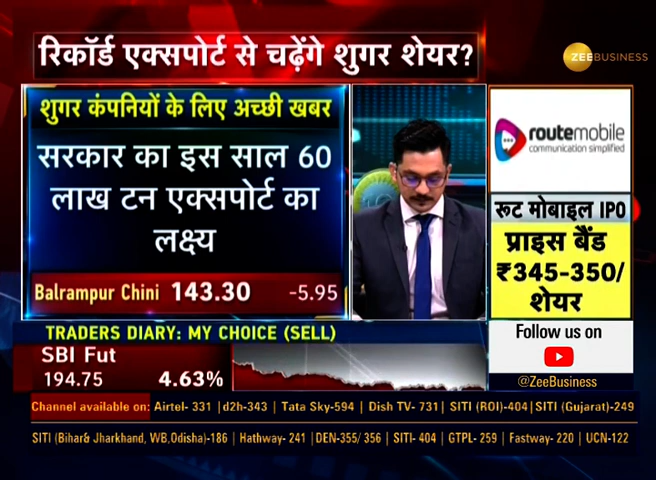 रिकॉर्ड एक्सपोर्ट से चढ़ेंगे शुगर शेयर?
ZEEBUSINESS
शुगर कंपनियों के लिए अच्छी खबर
सरकार का इस साल 60
लाख टन एक्सपोर्ट का
लक्ष्य
Balrampur Chini 143.30 -5.95
routemobile
communication simplified
रूट मोबाइल IPO
प्राइस बैंड
₹345-350/
शेयर
TRADERS DIARY: MY CHOICE (SELL)
SBI Fut
194.75 4.63%
Follow us on
@ZeeBusiness
Channel available on: Airtel- 331 | d2h-343 | Tata Sky-594 | Dish TV- 731 | SITI (ROI)-404 | SITI (Gujarat)-249
SITI (Bihar& Jharkhand, WB,Odisha)-186 | Hathway- 241 | DEN-355/ 356 | SITI- 404 | GTPL- 259 | Fastway- 220 | UCN-122